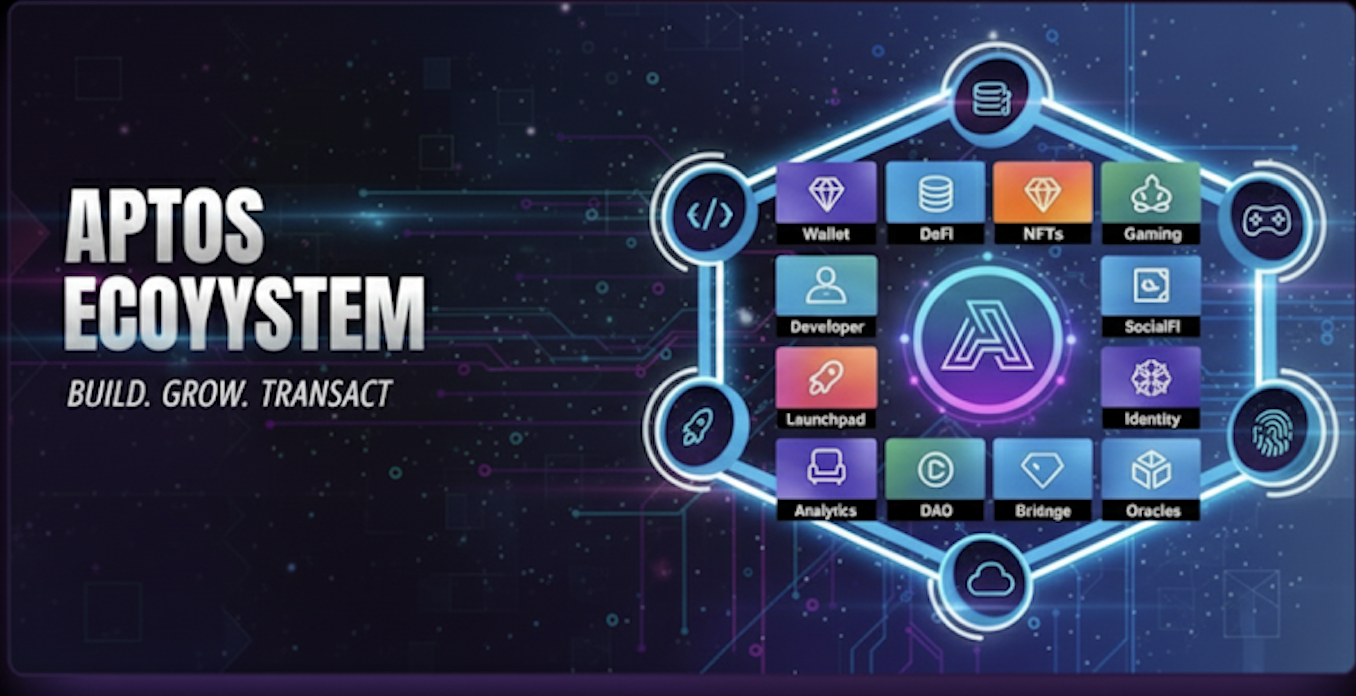 APTOS
ECOYYSTEM
BUILD. GROW. TRANSACT
Wallet DeFi NFTs Gaming
Developer SocialFi
Launchpad Identity
Analytics DAO Bridnge Oracles